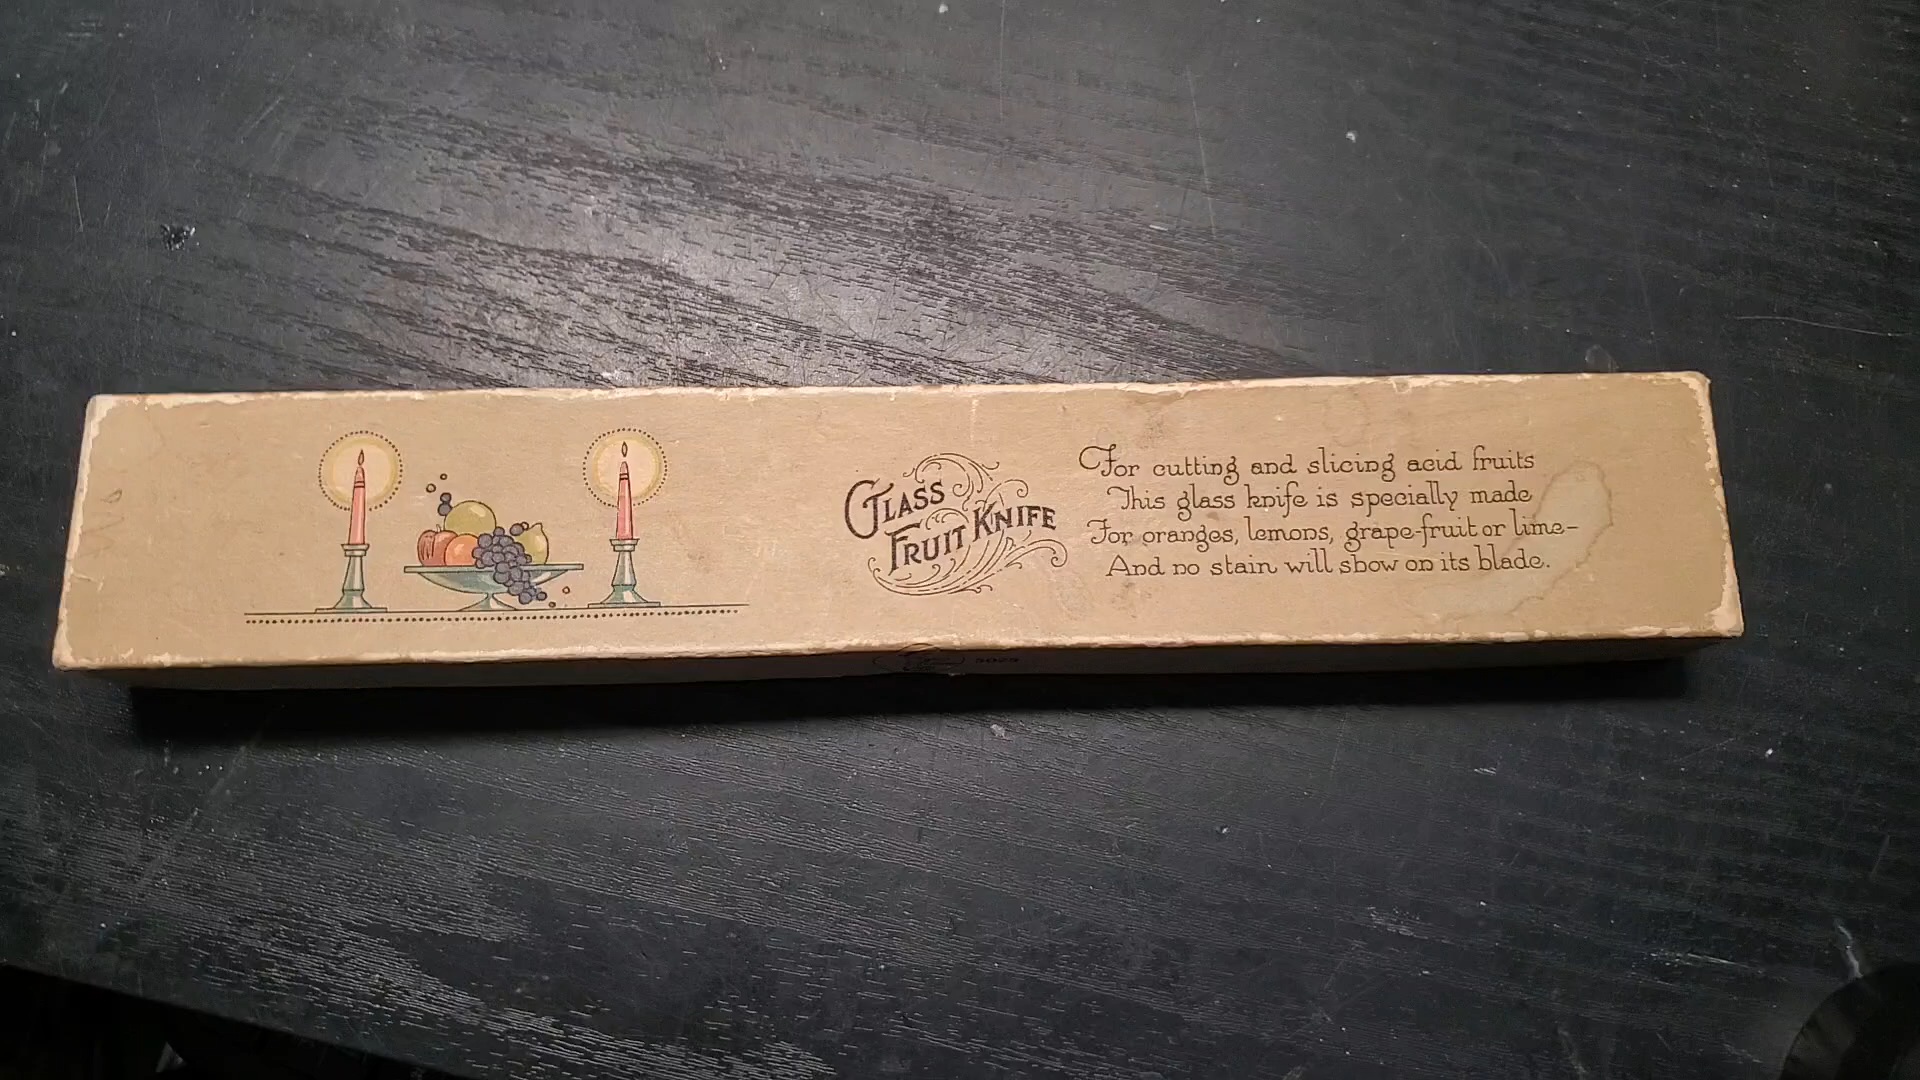 GLASS
FRUIT KNIFE
For cutting and slicing acid fruits
This glass knife is specially made
For oranges, lemons, grape-fruit or lime-
And no stain will show on its blade.